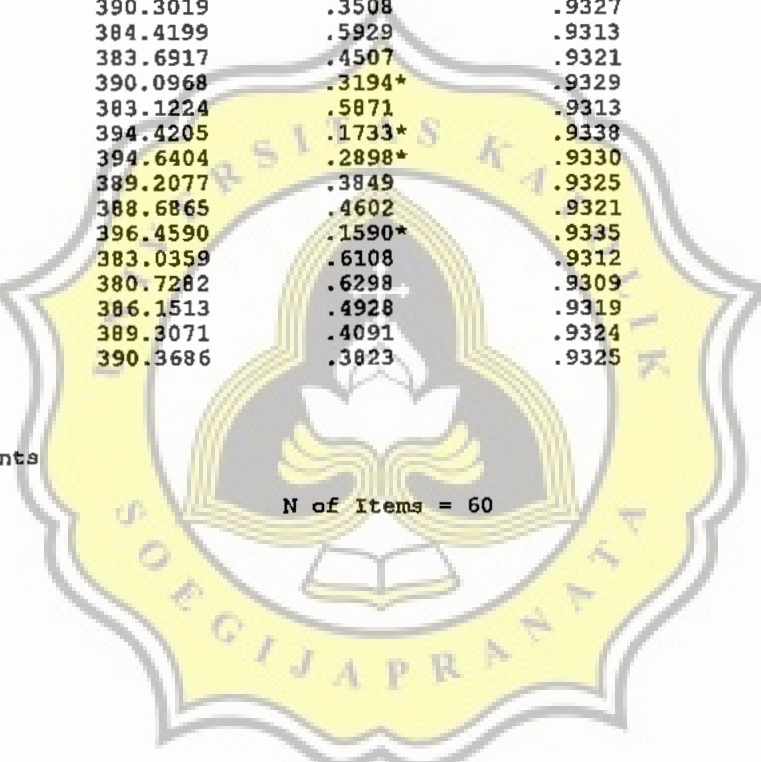 390.3019 .3508 .9327
384.4199 .5929 .9313
383.6917 .4507 .9321
390.0968 .3194* .9329
383.1224 .5871 .9313
394.4205 .1733* .9338
394.6404 .2898* .9330
389.2077 .3849 .9325
388.6865 .4602 .9321
396.4590 .1590* .9335
383.0359 .6108 .9312
380.7282 .6298 .9309
386.1513 .4928 .9319
389.3071 .4091 .9324
390.3686 .3823 .9325
nts
N of Items = 60
SOEGIJAPRANATA